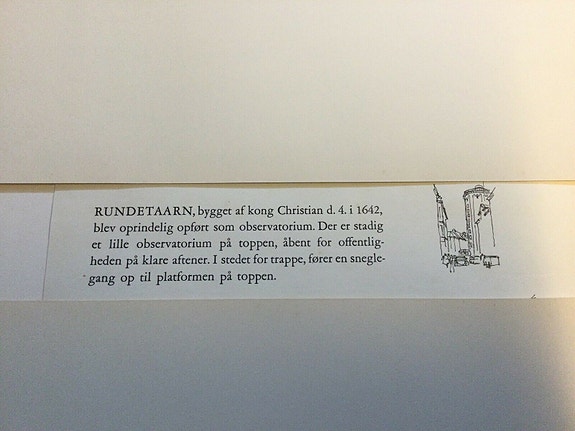 RUNDETAARN, bygget af kong Christian d. 4. i 1642,
blev oprindelig opført som observatorium. Der er stadig
et lille observatorium på toppen, åbent for offentlig-
heden på klare aftener. I stedet for trappe, fører en snegle-
gang op til platformen på toppen.